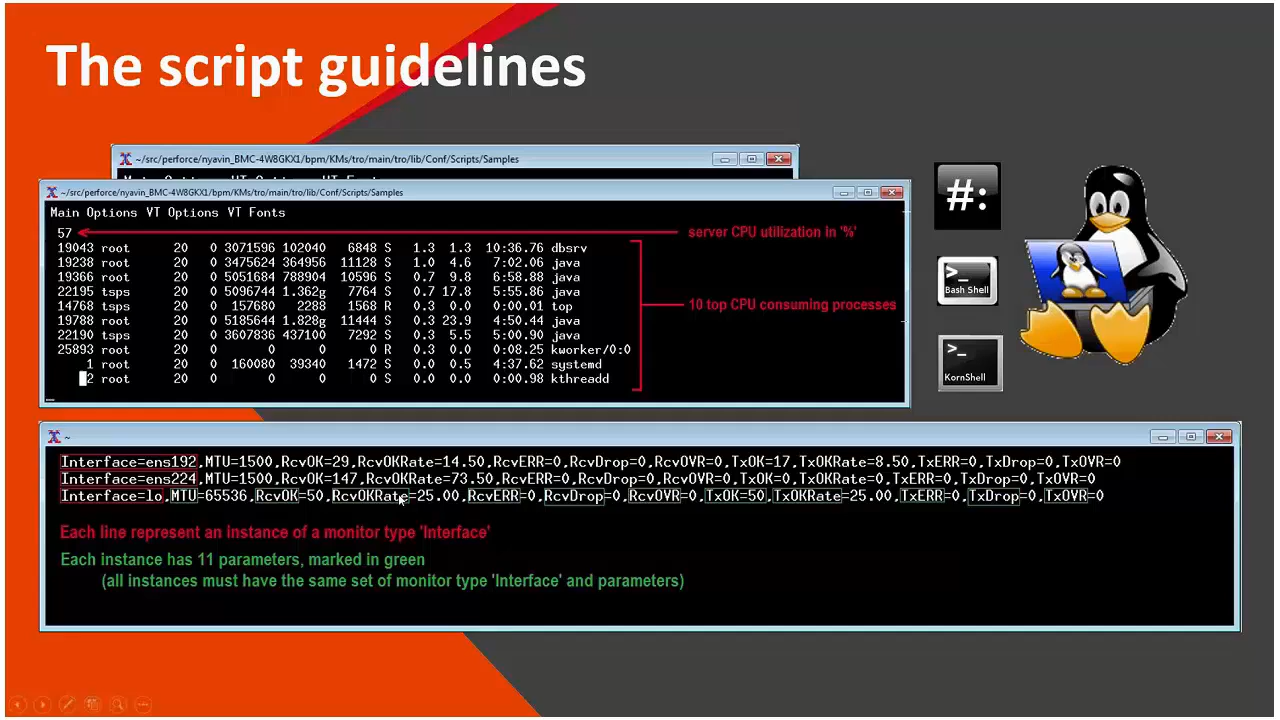 The script guidelines
~/src/perforce/nyavin_BMC-4W8GKX1/bpm/KMs/tro/main/tro/lib/Conf/Scripts/Samples
~/src/perforce/nyavin_BMC-4W8GKX1/bpm/KMs/tro/main/tro/lib/Conf/Scripts/Samples
Main Options VT Options VT Fonts
57 server CPU utilization in '%'
19043 root 20 0 3071596 102040 6848 S 1.3 1.3 10:36.76 dbsrv
19238 root 20 0 3475624 364956 11128 S 1.0 4.6 7:02.06 java
19366 root 20 0 5051684 788904 10596 S 0.7 9.8 6:58.88 java
22195 tsps 20 0 5096744 1.362g 7764 S 0.7 17.8 5:55.86 java
14768 tsps 20 0 157680 2288 1568 R 0.3 0.0 0:00.01 top
19788 root 20 0 5185644 1.828g 11444 S 0.3 23.9 4:50.44 java
22190 tsps 20 0 3607836 437100 7292 S 0.3 5.5 5:00.90 java
25893 root 20 0 0 0 0 R 0.3 0.0 0:08.25 kworker/0:0
1 root 20 0 160080 39340 1472 S 0.0 0.5 4:37.62 systemd
2 root 20 0 0 0 0 S 0.0 0.0 0:00.98 kthreadd
10 top CPU consuming processes
#:
>_
Bash Shell
>_
KornShell
~
Interface=ens192,MTU=1500,RcvOK=29,RcvOKRate=14.50,RcvERR=0,RcvDrop=0,RcvOVR=0,TxOK=17,TxOKRate=8.50,TxERR=0,TxDrop=0,TxOVR=0
Interface=ens224,MTU=1500,RcvOK=147,RcvOKRate=73.50,RcvERR=0,RcvDrop=0,RcvOVR=0,TxOK=0,TxOKRate=0,TxERR=0,TxDrop=0,TxOVR=0
Interface=lo,MTU=65536,RcvOK=50,RcvOKRate=25.00,RcvERR=0,RcvDrop=0,RcvOVR=0,TxOK=50,TxOKRate=25.00,TxERR=0,TxDrop=0,TxOVR=0
Each line represent an instance of a monitor type 'Interface'
Each instance has 11 parameters, marked in green
(all instances must have the same set of monitor type 'Interface' and parameters)